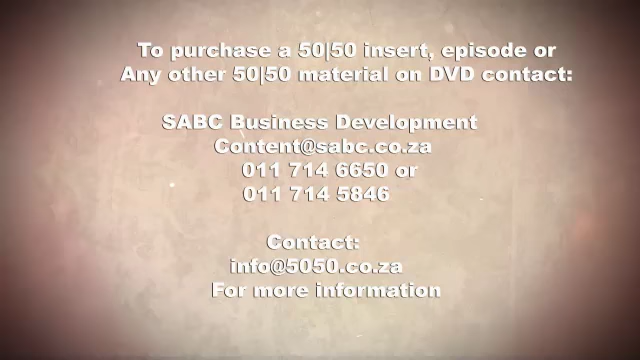 To purchase a 50|50 insert, episode or
Any other 50|50 material on DVD contact:
SABC Business Development
Content@sabc.co.za
011 714 6650 or
011 714 5846
Contact:
info@5050.co.za
For more information